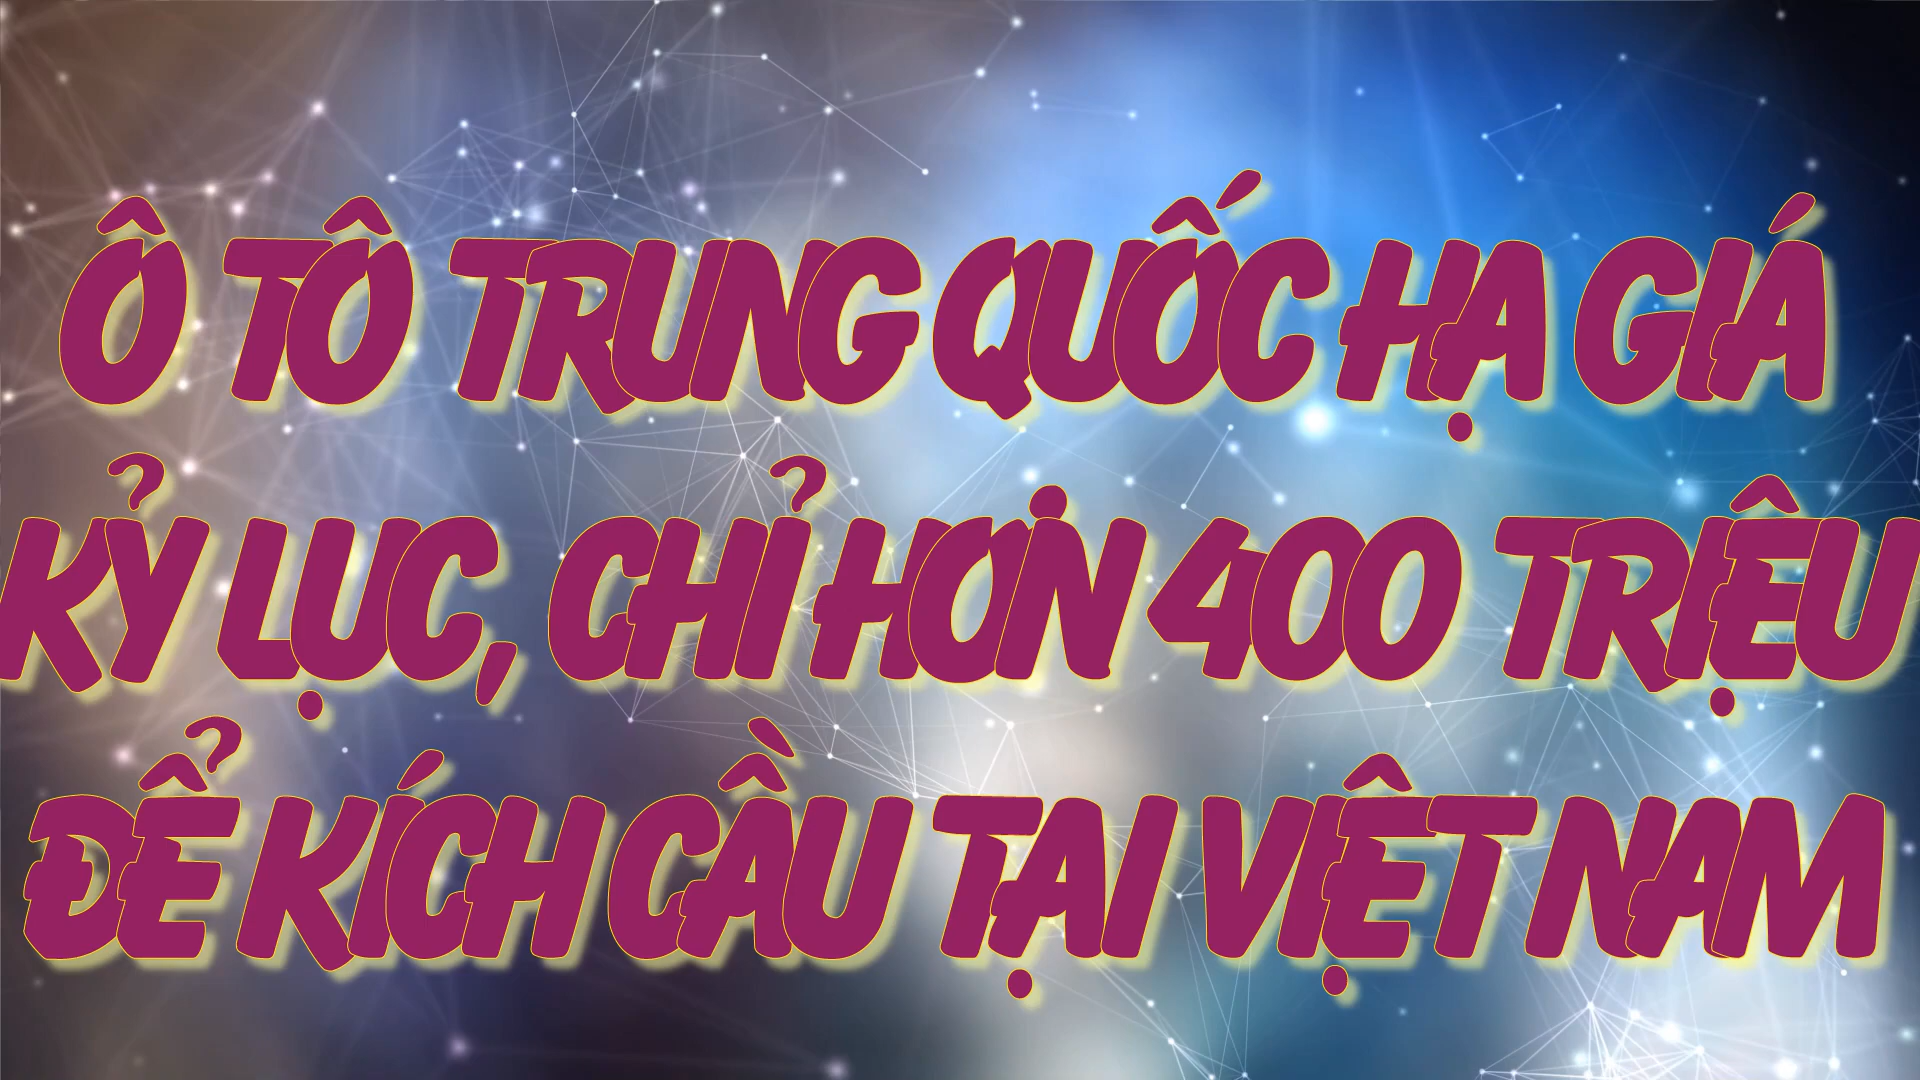 Ô TÔ TRUNG QUỐC HẠ GIÁ
KỶ LỤC, CHỈ HƠN 400 TRIỆU
ĐỂ KÍCH CẦU TẠI VIỆT NAM